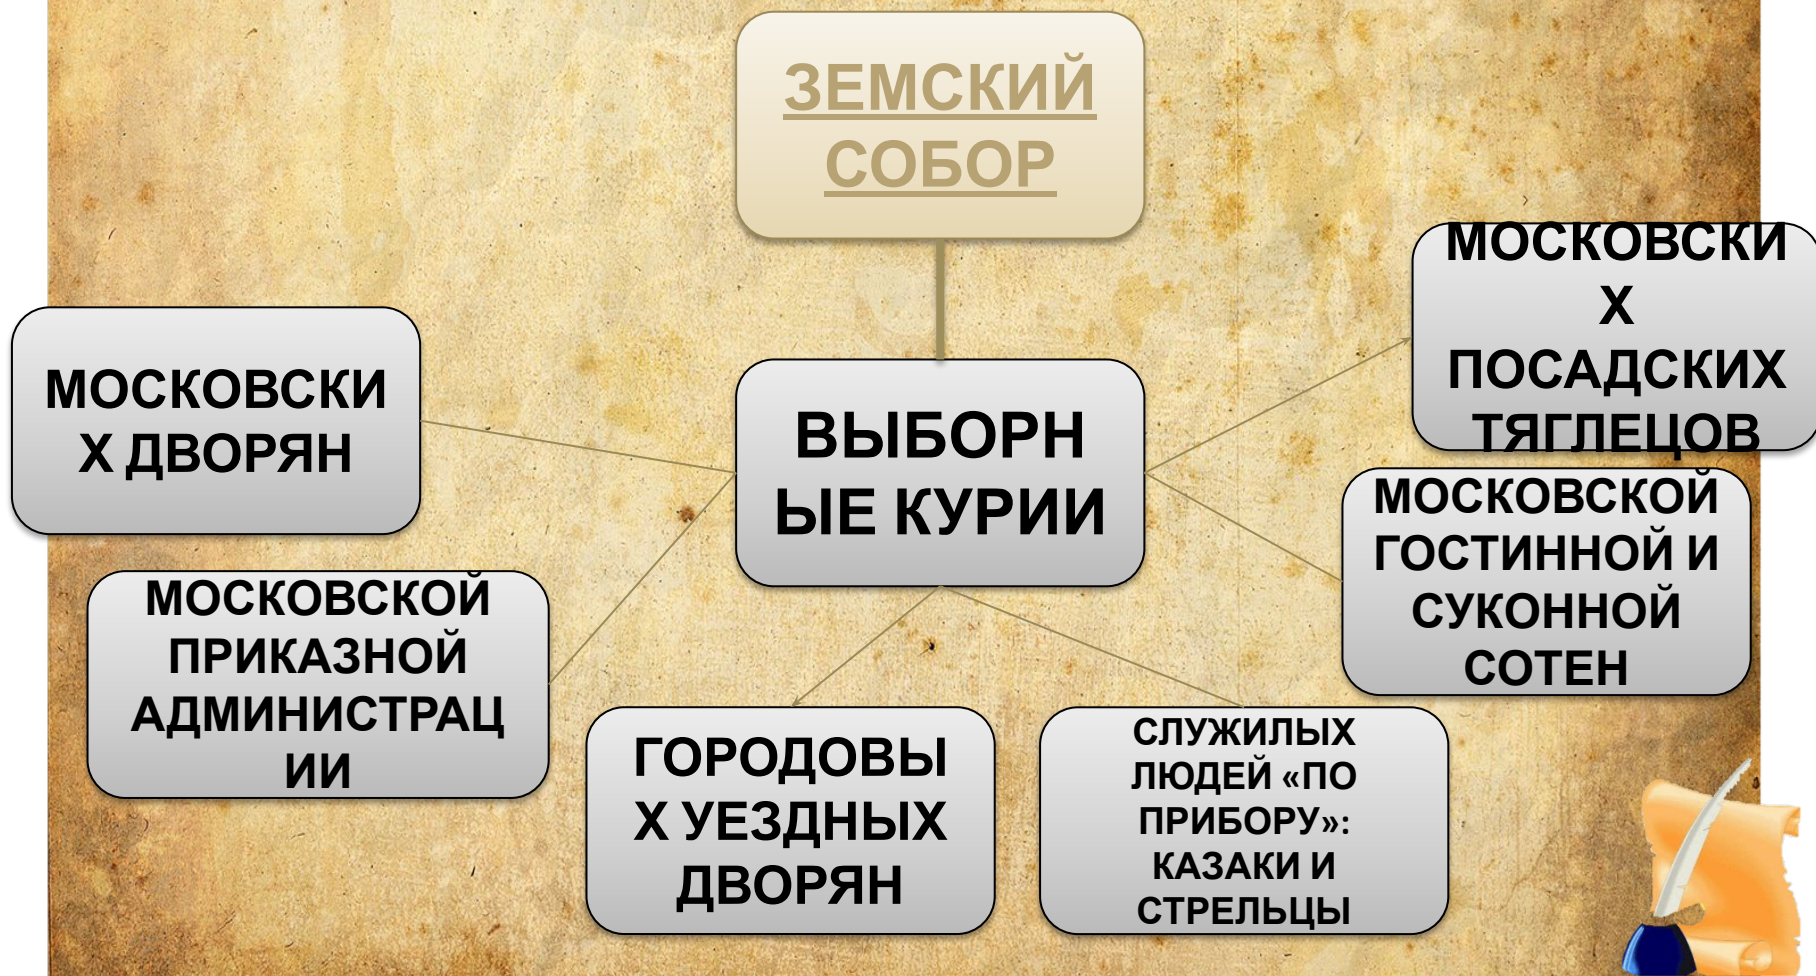 ЗЕМСКИЙ
СОБОР
МОСКОВСКИ
Х
ПОСАДСКИХ
ТЯГЛЕЦОВ
МОСКОВСКИ
Х ДВОРЯН
ВЫБОРН
ЫЕ КУРИИ
МОСКОВСКОЙ
ГОСТИННОЙ И
СУКОННОЙ
СОТЕН
МОСКОВСКОЙ
ПРИКАЗНОЙ
АДМИНИСТРАЦ
ИИ
ГОРОДОВЫ
Х УЕЗДНЫХ
ДВОРЯН
СЛУЖИЛЫХ
ЛЮДЕЙ «ПО
ПРИБОРУ»:
КАЗАКИ И
СТРЕЛЬЦЫ